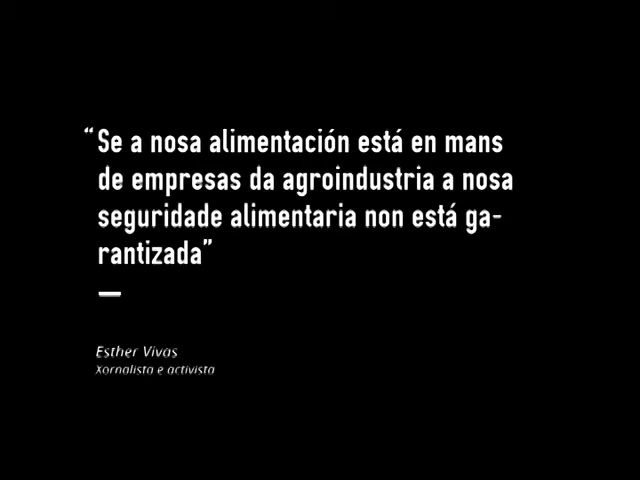 “Se a nosa alimentación está en mans
de empresas da agroindustria a nosa
seguridade alimentaria non está ga-
rantizada”
Esther Vivas
Xornalista e activista